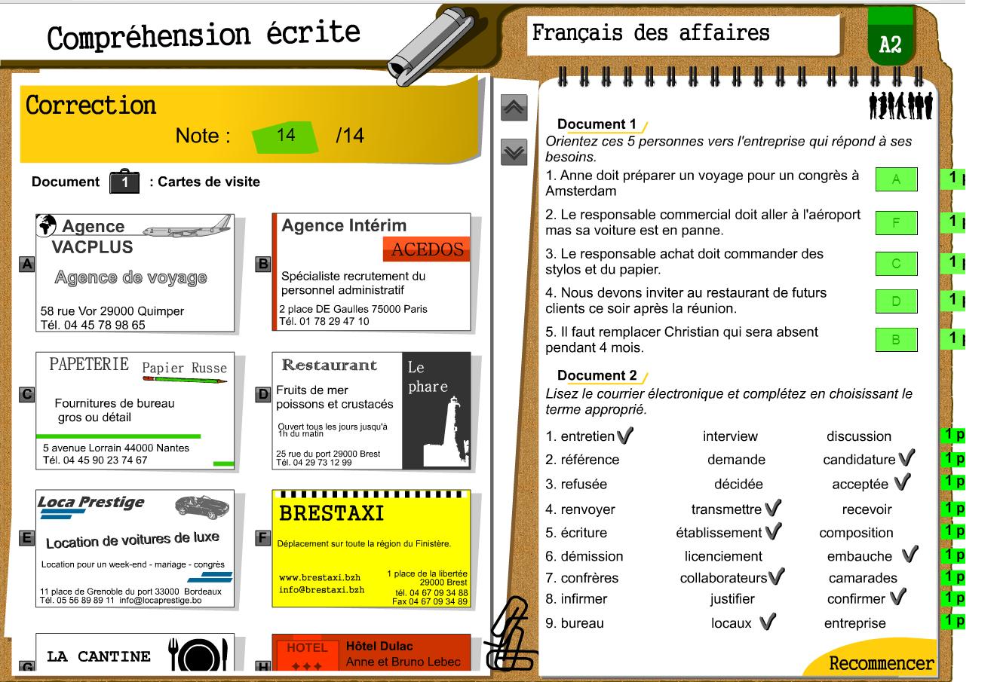 Compréhension écrite
Français des affaires
A2
Correction
Note : 14 /14
Document 1 : Cartes de visite
A
Agence
VACPLUS
Agence de voyage
58 rue Vor 29000 Quimper
Tél. 04 45 78 98 65
B
Agence Intérim
ACEDOS
Spécialiste recrutement du
personnel administratif
2 place DE Gaulles 75000 Paris
Tél. 01 78 29 47 10
C
PAPETERIE
Papier Russe
Fournitures de bureau
gros ou détail
5 avenue Lorrain 44000 Nantes
Tél. 04 45 90 23 74 67
D
Restaurant
Le
phare
Fruits de mer
poissons et crustacés
Ouvert tous les jours jusqu'à
1h du matin
25 rue du port 29000 Brest
Tél. 04 29 73 12 99
E
Loca Prestige
Location de voitures de luxe
Location pour un week-end - mariage - congrès
11 place de Grenoble du port 33000 Bordeaux
Tél. 05 56 89 89 11 info@locaprestige.bo
F
BRESTAXI
Déplacement sur toute la région du Finistère.
www.brestaxi.bzh
info@brestaxi.bzh
1 place de la libertée
29000 Brest
tél. 04 67 09 34 88
Fax 04 67 09 34 89
G
LA CANTINE
H
HOTEL
Hôtel Dulac
Anne et Bruno Lebec
Document 1
Orientez ces 5 personnes vers l'entreprise qui répond à ses
besoins.
1. Anne doit préparer un voyage pour un congrès à
Amsterdam
A
1 p
2. Le responsable commercial doit aller à l'aéroport
mas sa voiture est en panne.
F
1 p
3. Le responsable achat doit commander des
stylos et du papier.
C
1 p
4. Nous devons inviter au restaurant de futurs
clients ce soir après la réunion.
D
1 p
5. Il faut remplacer Christian qui sera absent
pendant 4 mois.
B
1 p
Document 2
Lisez le courrier électronique et complétez en choisissant le
terme approprié.
1. entretien interview discussion 1 p
2. référence demande candidature 1 p
3. refusée décidée acceptée 1 p
4. renvoyer transmettre recevoir 1 p
5. écriture établissement composition 1 p
6. démission licenciement embauche 1 p
7. confrères collaborateurs camarades 1 p
8. infirmer justifier confirmer 1 p
9. bureau locaux entreprise 1 p
Recommencer